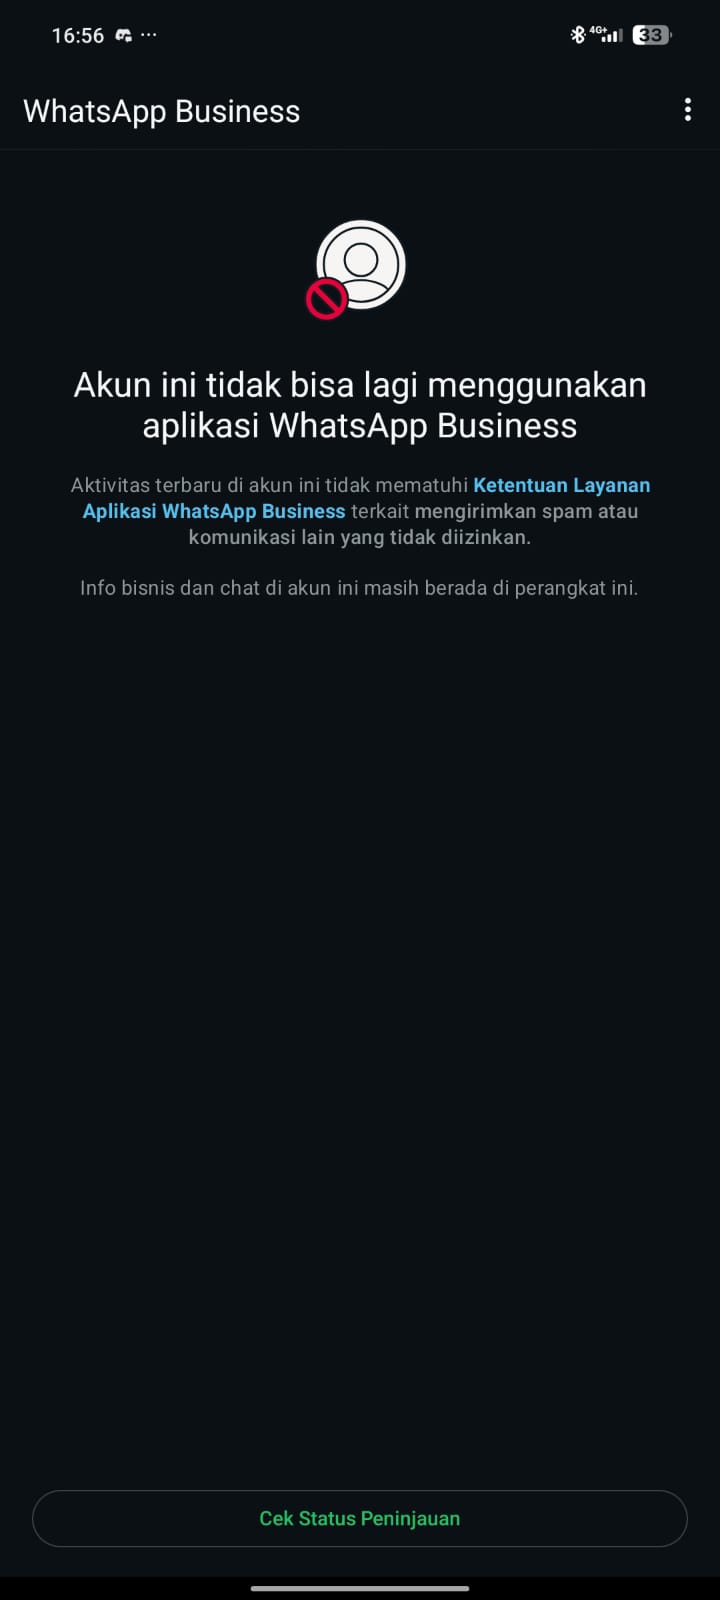 16:56
4G+
33
WhatsApp Business
Akun ini tidak bisa lagi menggunakan
aplikasi WhatsApp Business
Aktivitas terbaru di akun ini tidak mematuhi Ketentuan Layanan
Aplikasi WhatsApp Business terkait mengirimkan spam atau
komunikasi lain yang tidak diizinkan.
Info bisnis dan chat di akun ini masih berada di perangkat ini.
Cek Status Peninjauan